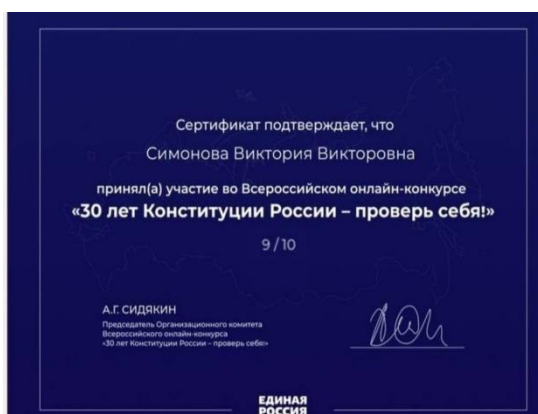 Сертификат подтверждает, что
Симонова Виктория Викторовна
принял(а) участие во Всероссийском онлайн-конкурсе
«30 лет Конституции России – проверь себя!»
9/10
А.Г. СИДЯКИН
Председатель Организационного комитета
Всероссийского онлайн-конкурса
«30 лет Конституции России – проверь себя!»
ЕДИНАЯ
РОССИЯ